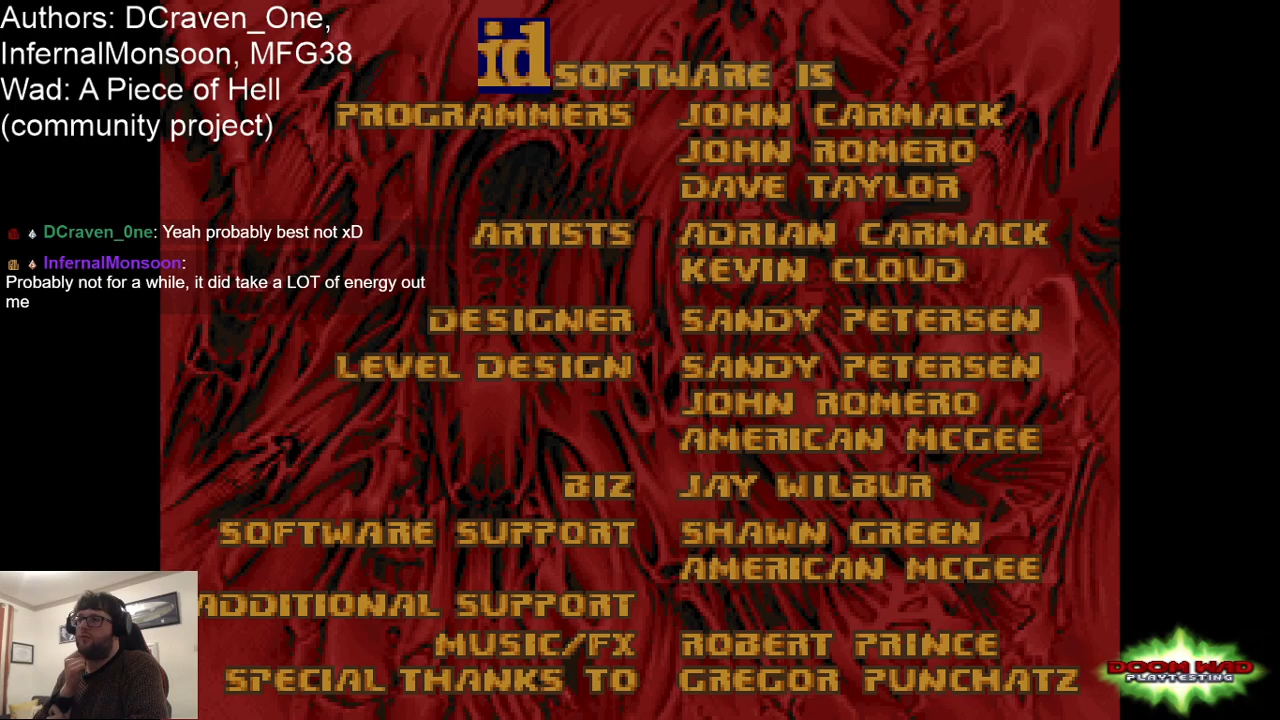 Authors: DCraven_One,
InfernalMonsoon, MFG38
Wad: A Piece of Hell
(community project)
DCraven_0ne: Yeah probably best not xD
InfernalMonsoon:
Probably not for a while, it did take a LOT of energy out
me
id SOFTWARE IS
PROGRAMMERS JOHN CARMACK
JOHN ROMERO
DAVE TAYLOR
ARTISTS ADRIAN CARMACK
KEVIN CLOUD
DESIGNER SANDY PETERSEN
LEVEL DESIGN SANDY PETERSEN
JOHN ROMERO
AMERICAN MCGEE
BIZ JAY WILBUR
SOFTWARE SUPPORT SHAWN GREEN
AMERICAN MCGEE
ADDITIONAL SUPPORT
MUSIC/FX ROBERT PRINCE
SPECIAL THANKS TO GREGOR PUNCHATZ
DOOM WAD
PLAYTESTING